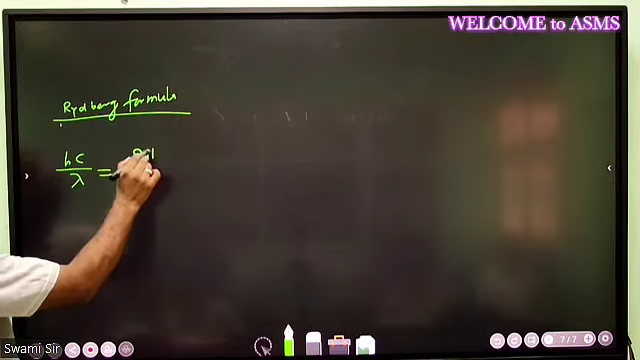 WELCOME to ASMS
Rydberg formula
hc
λ
=
7/7
Swami Sir